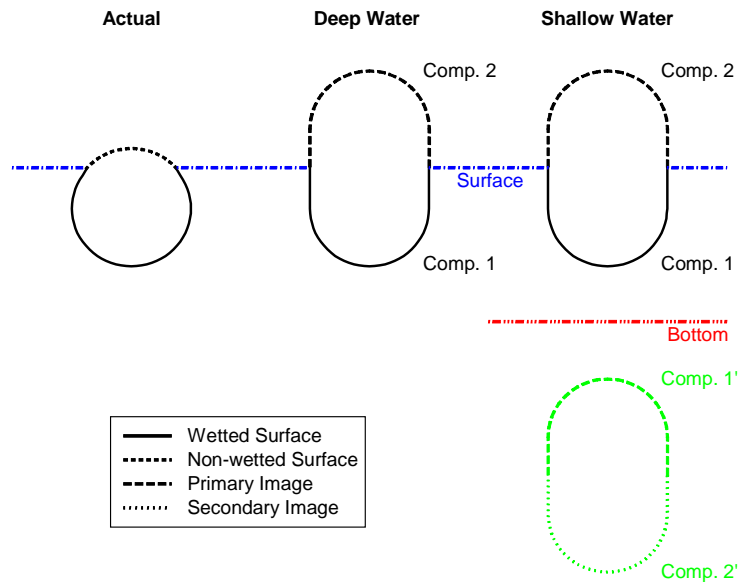 Actual
Deep Water
Shallow Water
Comp. 2
Comp. 2
Surface
Comp. 1
Comp. 1
Bottom
Comp. 1'
Wetted Surface
Non-wetted Surface
Primary Image
Secondary Image
Comp. 2'